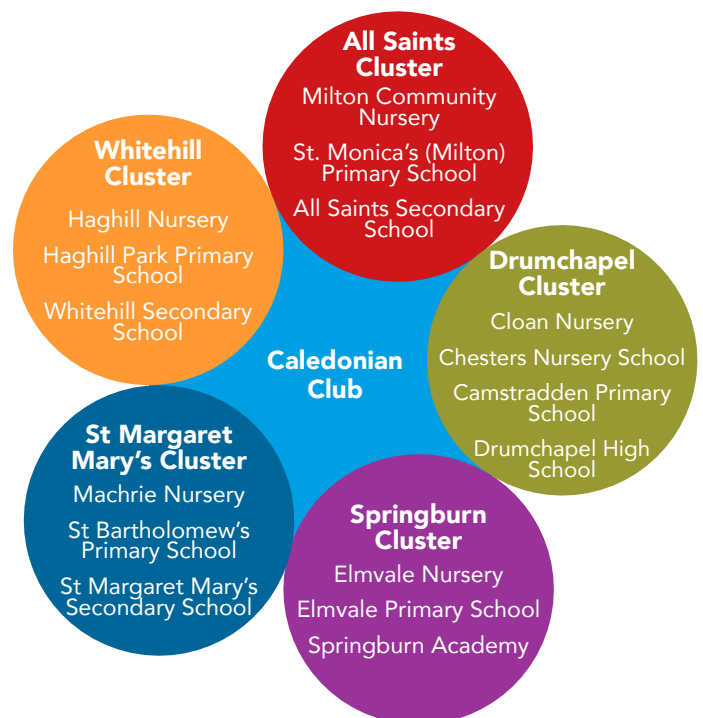 All Saints
Cluster
Milton Community
Nursery
St. Monica's (Milton)
Primary School
All Saints Secondary
School
Whitehill
Cluster
Haghill Nursery
Haghill Park Primary
School
Whitehill Secondary
School
Drumchapel
Cluster
Cloan Nursery
Chesters Nursery School
Camstradden Primary
School
Drumchapel High
School
Caledonian
Club
St Margaret
Mary's Cluster
Machrie Nursery
St Bartholomew's
Primary School
St Margaret Mary's
Secondary School
Springburn
Cluster
Elmvale Nursery
Elmvale Primary School
Springburn Academy